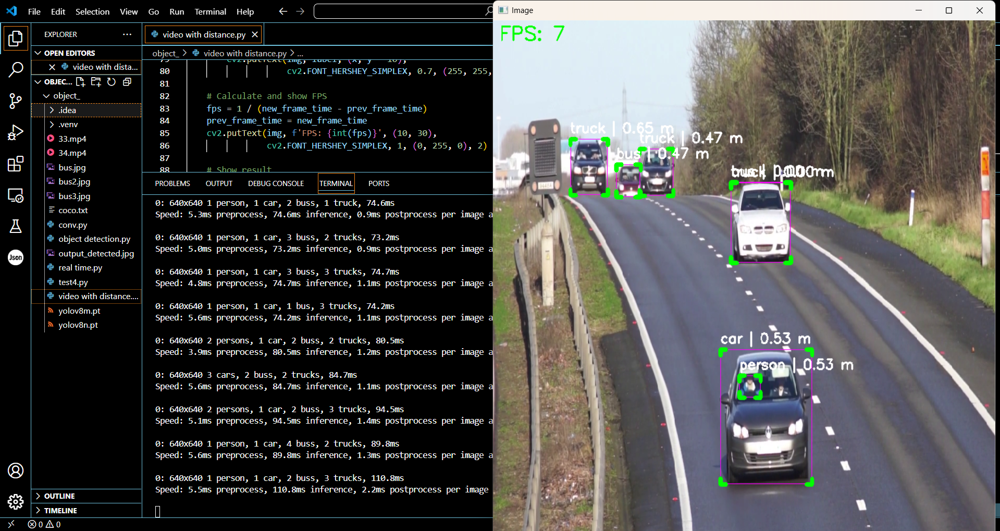 File Edit Selection View Go Run Terminal Help
Image
EXPLORER
OPEN EDITORS
video with dista...
OBJEC...
object_
.idea
.venv
33.mp4
34.mp4
bus.jpg
bus2.jpg
bus3.jpg
coco.txt
conv.py
object detection.py
output_detected.jpg
real time.py
test4.py
video with distance....
yolov8m.pt
yolov8n.pt
OUTLINE
TIMELINE
0 0
Json
video with distance.py
object_ > video with distance.py > ...
79 cv2.putText(img, label, (x, y - 10),
80 cv2.FONT_HERSHEY_SIMPLEX, 0.7, (255, 255,
81
82 # Calculate and show FPS
83 fps = 1 / (new_frame_time - prev_frame_time)
84 prev_frame_time = new_frame_time
85 cv2.putText(img, f'FPS: {int(fps)}', (10, 30),
86 cv2.FONT_HERSHEY_SIMPLEX, 1, (0, 255, 0), 2)
87
88 # Show result
PROBLEMS OUTPUT DEBUG CONSOLE TERMINAL PORTS
0: 640x640 1 person, 1 car, 2 buss, 1 truck, 74.6ms
Speed: 5.3ms preprocess, 74.6ms inference, 0.9ms postprocess per image a
0: 640x640 1 person, 1 car, 3 buss, 2 trucks, 73.2ms
Speed: 5.0ms preprocess, 73.2ms inference, 0.9ms postprocess per image a
0: 640x640 1 person, 1 car, 3 buss, 3 trucks, 74.7ms
Speed: 4.8ms preprocess, 74.7ms inference, 1.1ms postprocess per image a
0: 640x640 1 person, 1 car, 1 bus, 3 trucks, 74.2ms
Speed: 5.6ms preprocess, 74.2ms inference, 1.1ms postprocess per image a
0: 640x640 2 persons, 1 car, 2 buss, 2 trucks, 80.5ms
Speed: 3.9ms preprocess, 80.5ms inference, 1.2ms postprocess per image a
0: 640x640 3 cars, 2 buss, 2 trucks, 84.7ms
Speed: 5.6ms preprocess, 84.7ms inference, 1.1ms postprocess per image a
0: 640x640 2 persons, 1 car, 2 buss, 3 trucks, 94.5ms
Speed: 5.1ms preprocess, 94.5ms inference, 1.4ms postprocess per image a
0: 640x640 1 person, 1 car, 4 buss, 2 trucks, 89.8ms
Speed: 5.6ms preprocess, 89.8ms inference, 1.3ms postprocess per image a
0: 640x640 1 person, 1 car, 2 buss, 3 trucks, 110.8ms
Speed: 5.5ms preprocess, 110.8ms inference, 2.2ms postprocess per image
FPS: 7
truck | 0.65 m
truck | 0.47 m
bus | 0.47 m
car | 0.53 m
person | 0.53 m